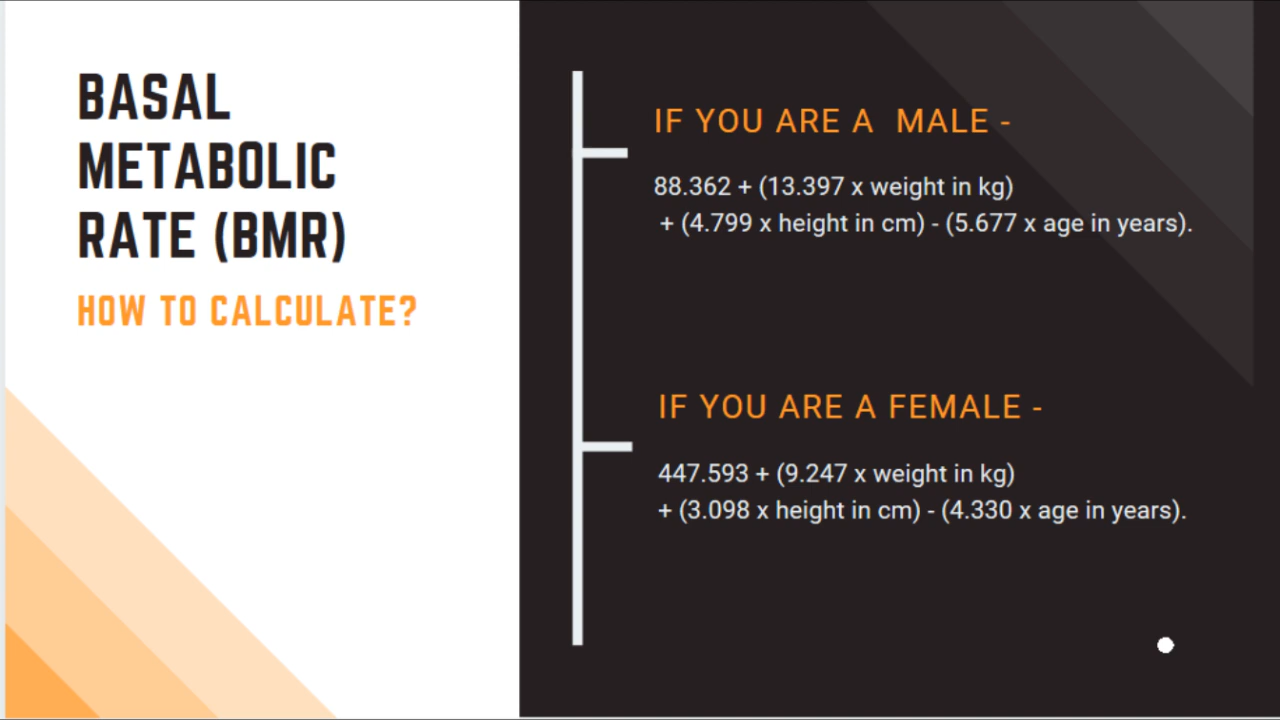 BASAL
METABOLIC
RATE (BMR)
HOW TO CALCULATE?
IF YOU ARE A MALE -
88.362 + (13.397 x weight in kg)
+ (4.799 x height in cm) - (5.677 x age in years).
IF YOU ARE A FEMALE -
447.593 + (9.247 x weight in kg)
+ (3.098 x height in cm) - (4.330 x age in years).